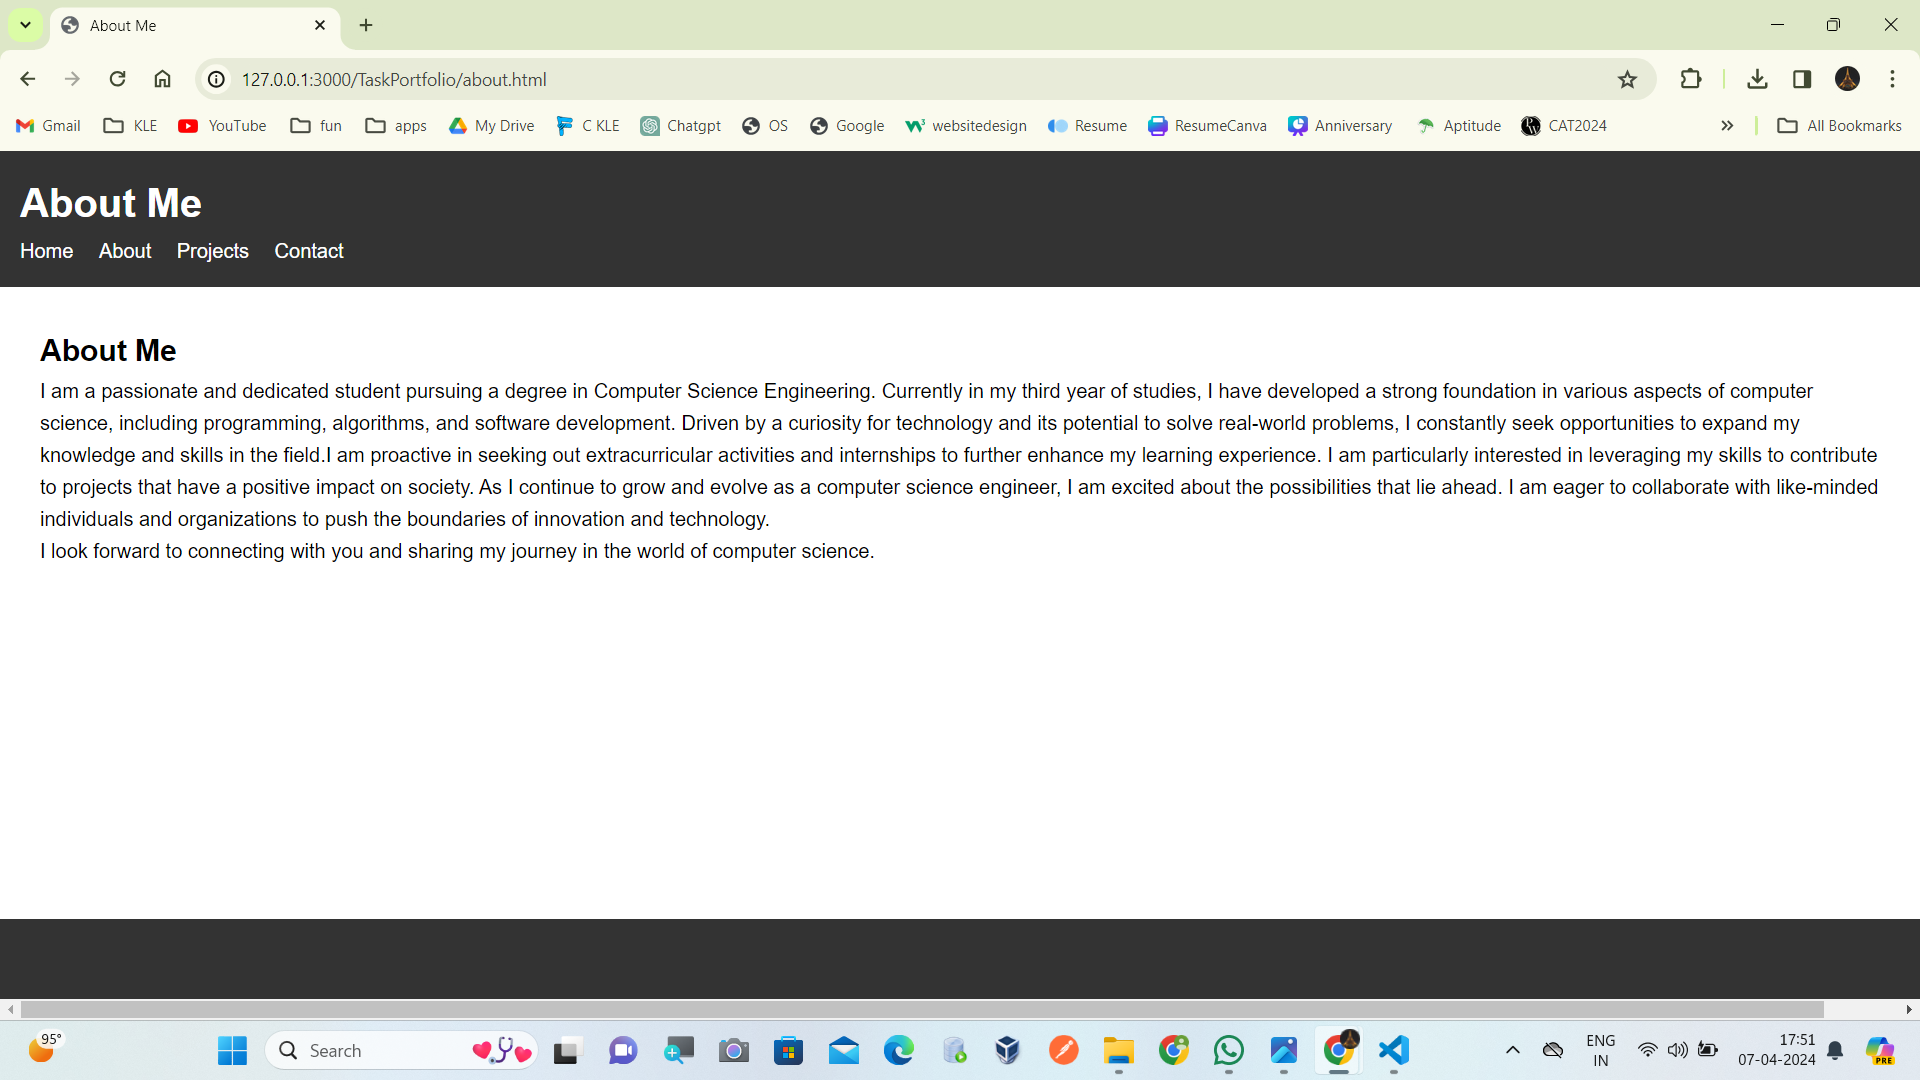 About Me
127.0.0.1:3000/TaskPortfolio/about.html
Gmail KLE YouTube fun apps My Drive C KLE Chatgpt OS Google websitedesign Resume ResumeCanva Anniversary Aptitude CAT2024 All Bookmarks
About Me
Home About Projects Contact
About Me
I am a passionate and dedicated student pursuing a degree in Computer Science Engineering. Currently in my third year of studies, I have developed a strong foundation in various aspects of computer
science, including programming, algorithms, and software development. Driven by a curiosity for technology and its potential to solve real-world problems, I constantly seek opportunities to expand my
knowledge and skills in the field.I am proactive in seeking out extracurricular activities and internships to further enhance my learning experience. I am particularly interested in leveraging my skills to contribute
to projects that have a positive impact on society. As I continue to grow and evolve as a computer science engineer, I am excited about the possibilities that lie ahead. I am eager to collaborate with like-minded
individuals and organizations to push the boundaries of innovation and technology.
I look forward to connecting with you and sharing my journey in the world of computer science.
95° Search ENG 17:51
IN 07-04-2024 PRE